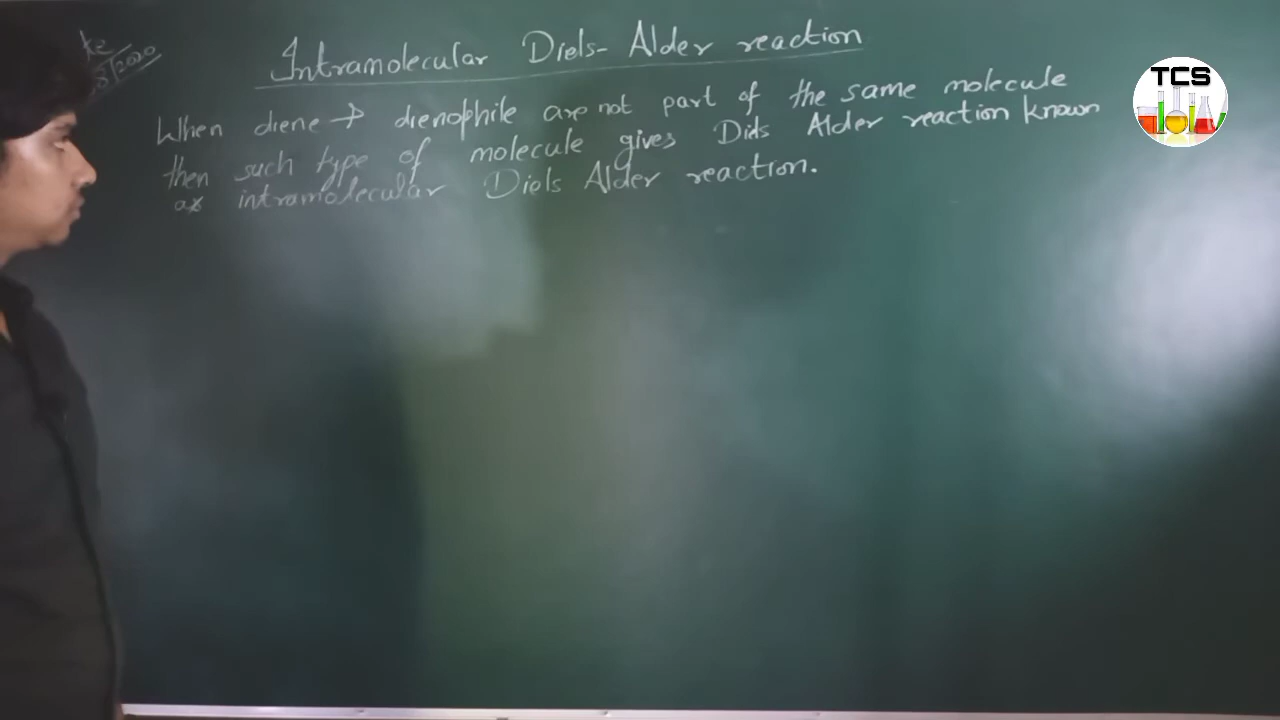 Intramolecular Diels-Alder reaction
When diene → dienophile are not part of the same molecule
then such type of molecule gives Diels Alder reaction known
as intramolecular Diels Alder reaction.
TCS
/2020